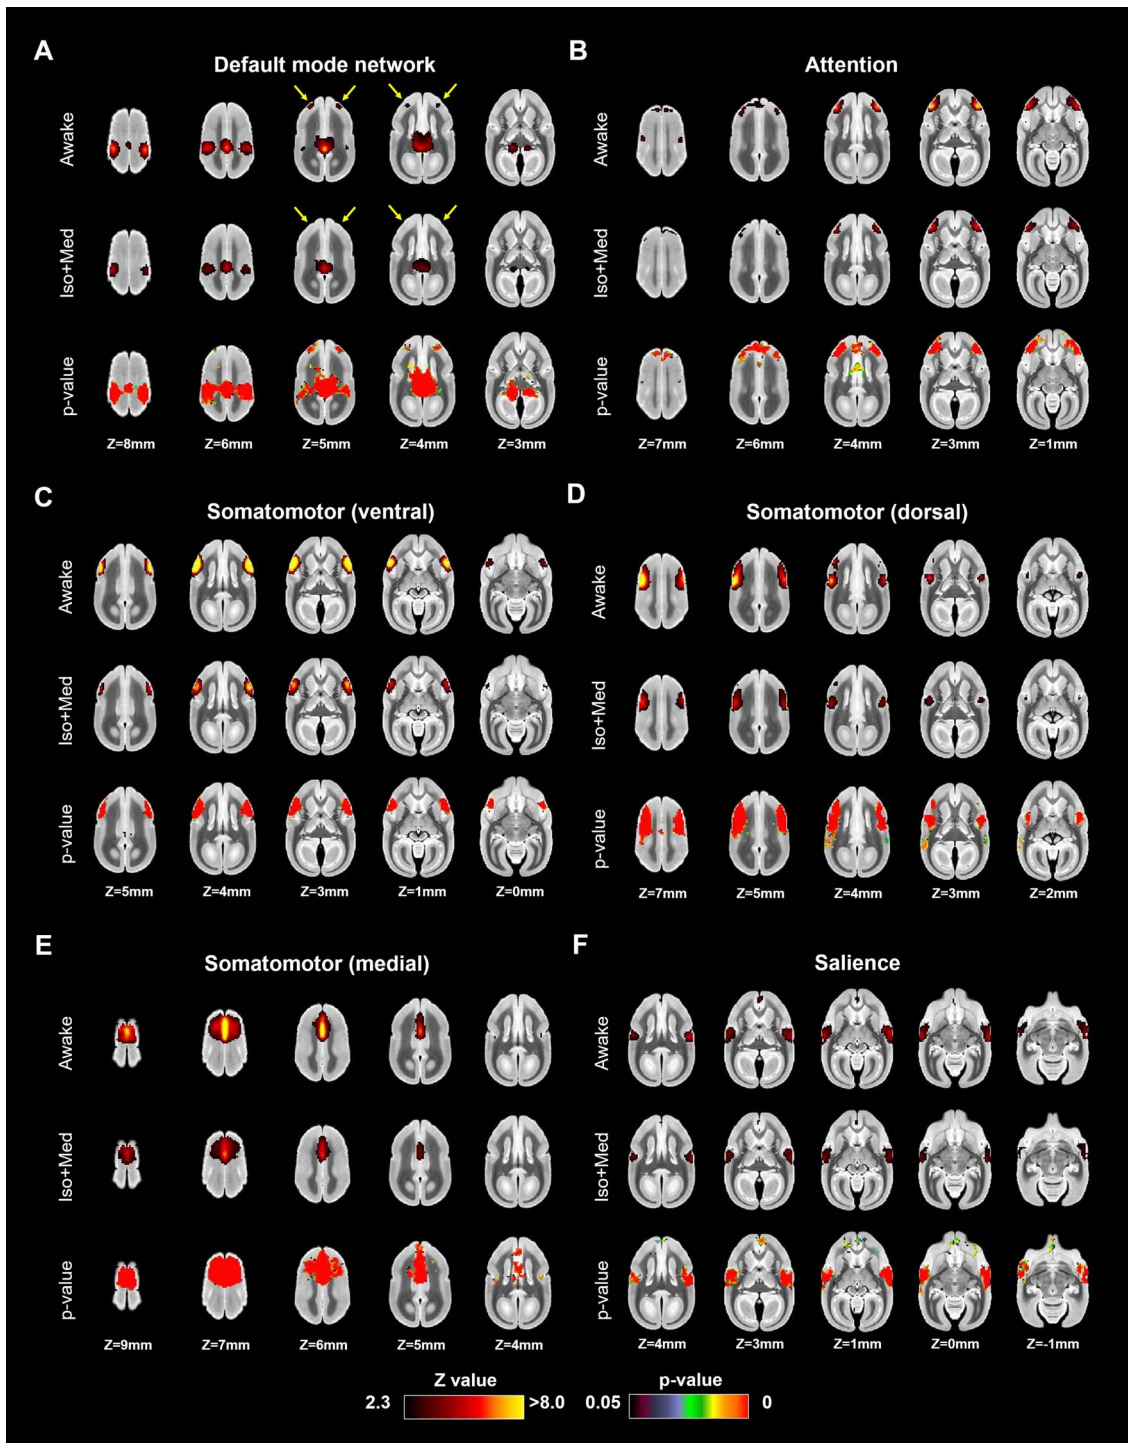 A
Default mode network
Awake
Iso+Med
p-value
Z=8mm Z=6mm Z=5mm Z=4mm Z=3mm
B
Attention
Awake
Iso+Med
p-value
Z=7mm Z=6mm Z=4mm Z=3mm Z=1mm
C
Somatomotor (ventral)
Awake
Iso+Med
p-value
Z=5mm Z=4mm Z=3mm Z=1mm Z=0mm
D
Somatomotor (dorsal)
Awake
Iso+Med
p-value
Z=7mm Z=5mm Z=4mm Z=3mm Z=2mm
E
Somatomotor (medial)
Awake
Iso+Med
p-value
Z=9mm Z=7mm Z=6mm Z=5mm Z=4mm
F
Salience
Awake
Iso+Med
p-value
Z=4mm Z=3mm Z=1mm Z=0mm Z=-1mm
Z value
2.3 >8.0
p-value
0.05 0